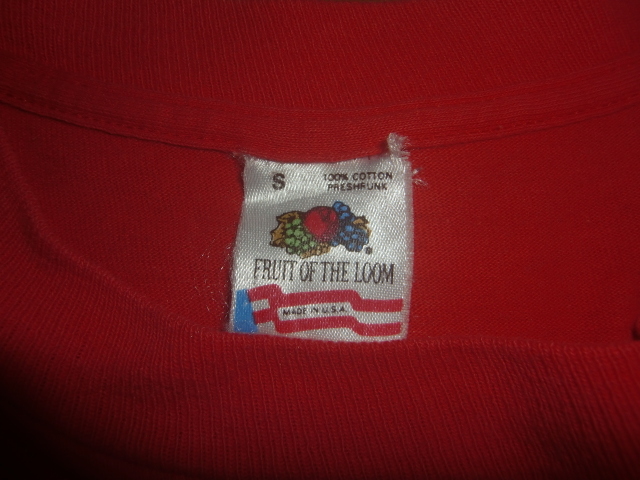 S
100% COTTON
PRESHRUNK
®
FRUIT OF THE LOOM
MADE IN U.S.A.